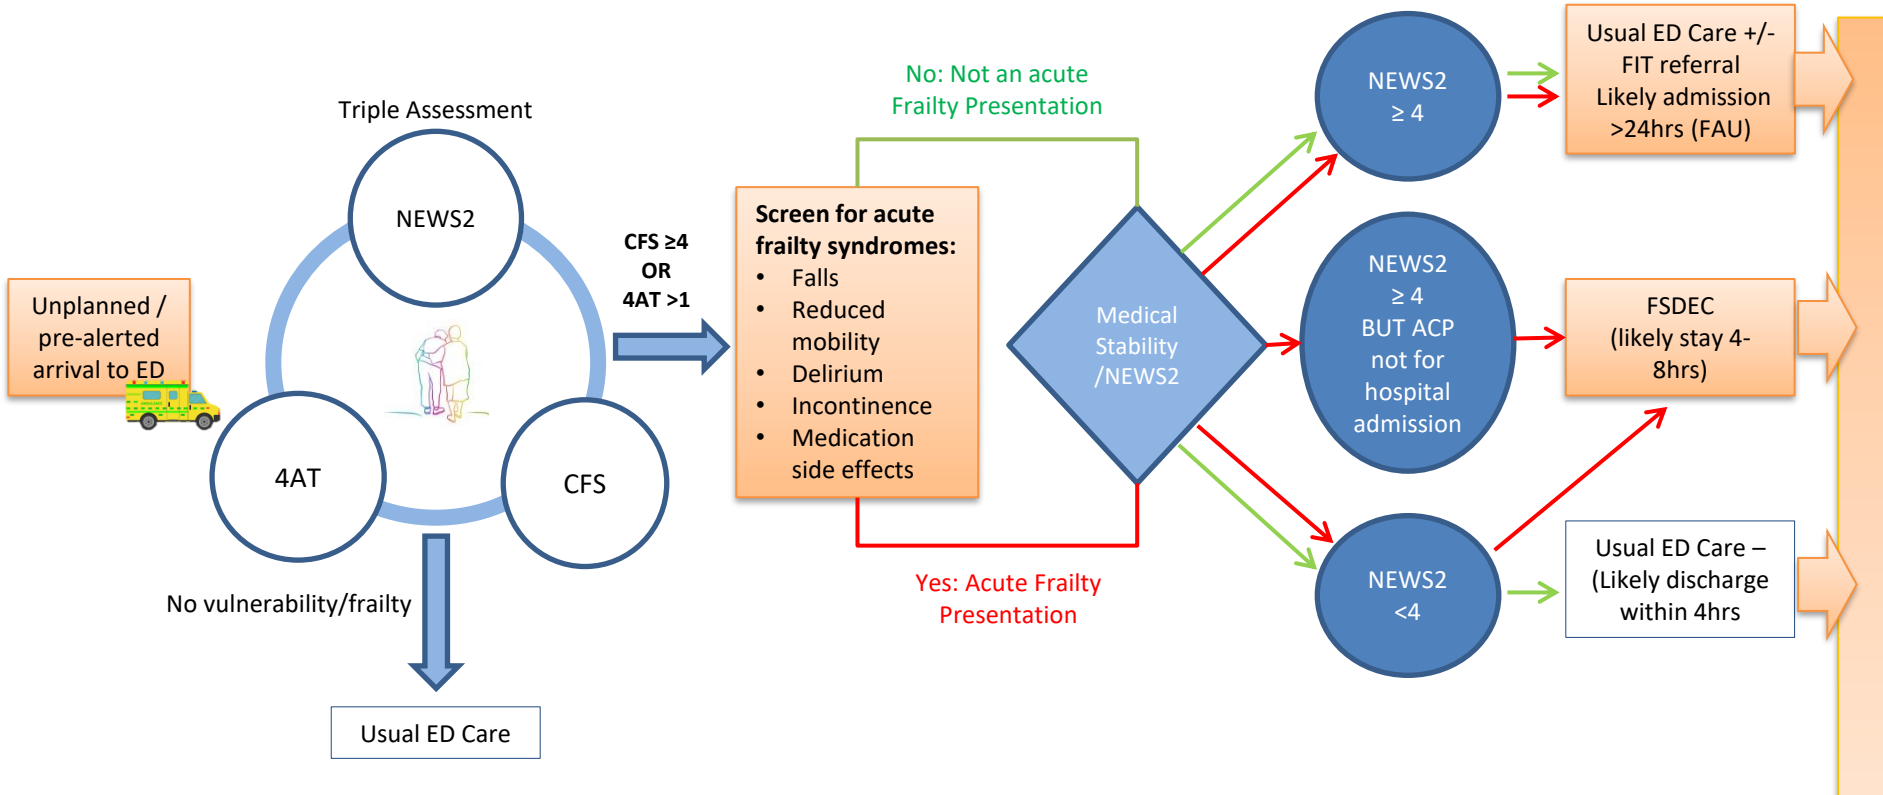 Triple Assessment
NEWS2
4AT
CFS
Unplanned /
pre-alerted
arrival to ED
No vulnerability/frailty
Usual ED Care
CFS ≥4
OR
4AT >1
Screen for acute
frailty syndromes:
• Falls
• Reduced
mobility
• Delirium
• Incontinence
• Medication
side effects
No: Not an acute
Frailty Presentation
Yes: Acute Frailty
Presentation
Medical
Stability
/NEWS2
NEWS2
≥ 4
NEWS2
≥ 4
BUT ACP
not for
hospital
admission
NEWS2
<4
Usual ED Care +/-
FIT referral
Likely admission
>24hrs (FAU)
FSDEC
(likely stay 4-
8hrs)
Usual ED Care –
(Likely discharge
within 4hrs